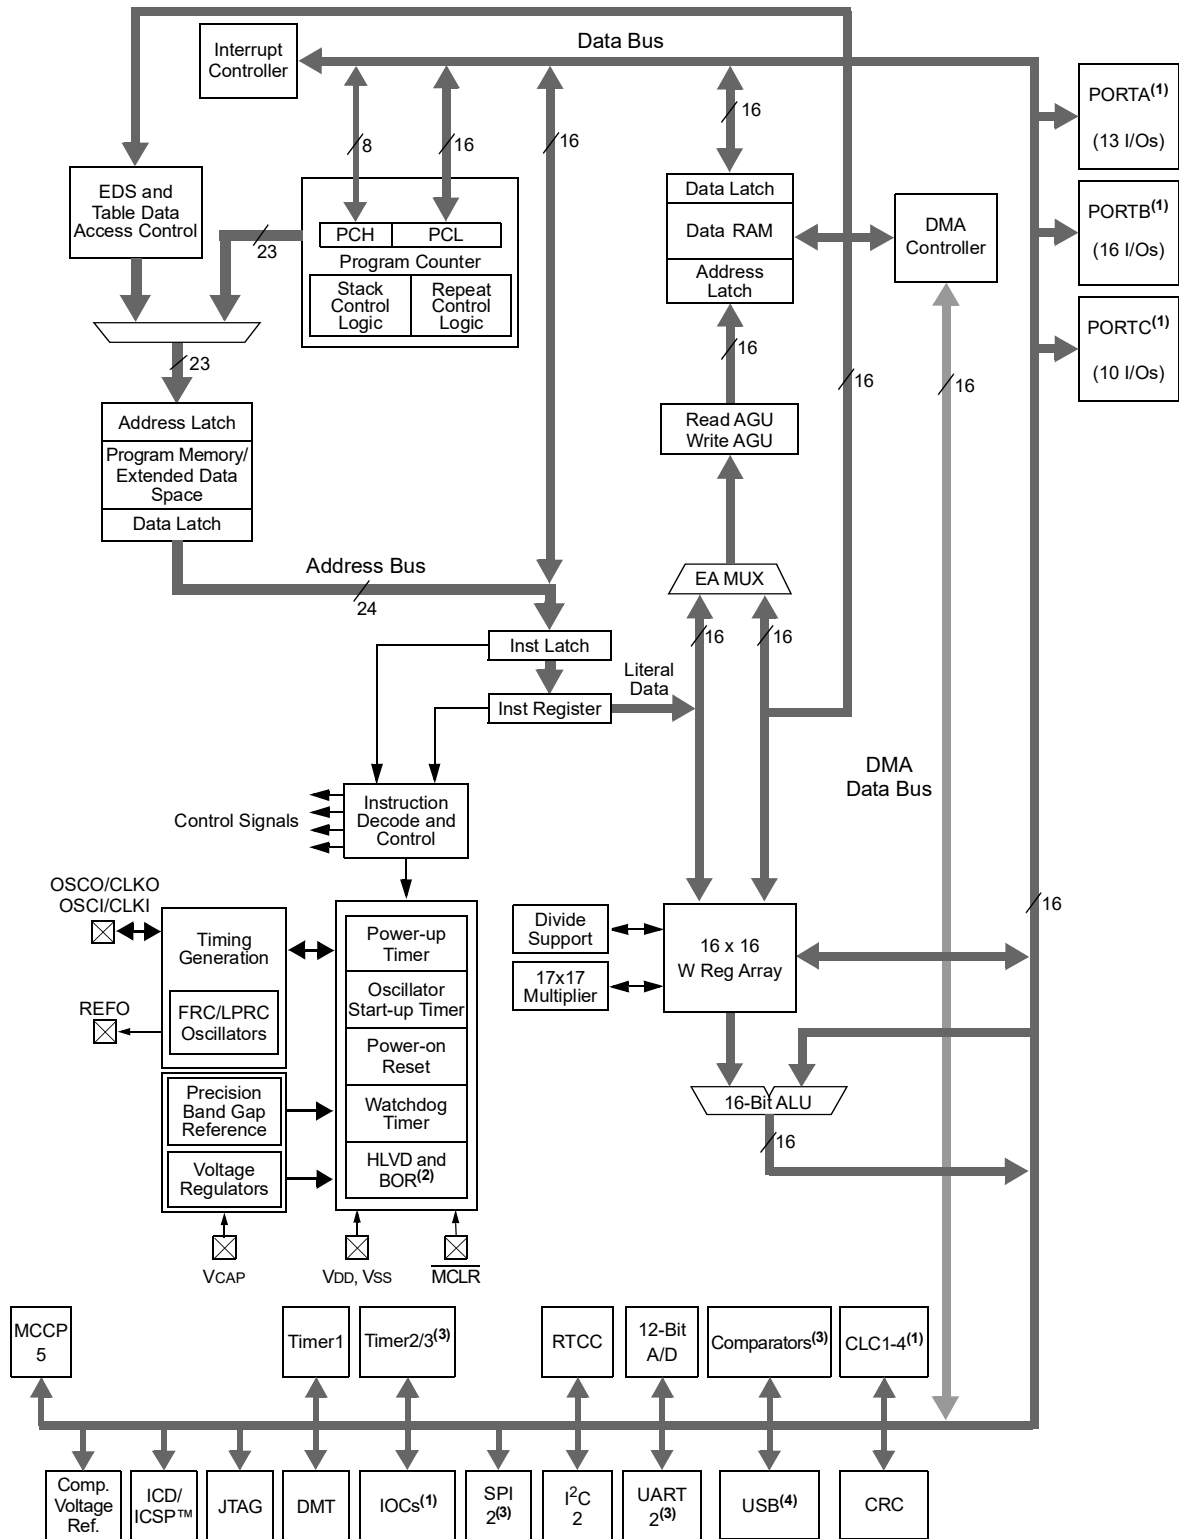 Data Bus
Interrupt
Controller
16
8
16
16
16
PORTA(1)
(13 I/Os)
EDS and
Table Data
Access Control
23
PCH
PCL
Program Counter
Stack
Control
Logic
Repeat
Control
Logic
Data Latch
Data RAM
Address
Latch
DMA
Controller
PORTB(1)
(16 I/Os)
PORTC(1)
(10 I/Os)
23
16
16
16
Address Latch
Program Memory/
Extended Data
Space
Data Latch
Read AGU
Write AGU
Address Bus
24
EA MUX
16
16
Inst Latch
Inst Register
Literal
Data
DMA
Data Bus
Control Signals
Instruction
Decode and
Control
OSCO/CLKO
OSCI/CLKI
Timing
Generation
REFO
FRC/LPRC
Oscillators
Power-up
Timer
Oscillator
Start-up Timer
Power-on
Reset
Watchdog
Timer
HLVD and
BOR(2)
Precision
Band Gap
Reference
Voltage
Regulators
VCAP
VDD, VSS
MCLR
Divide
Support
17x17
Multiplier
16 x 16
W Reg Array
16
16-Bit ALU
16
MCCP
5
Timer1
Timer2/3(3)
RTCC
12-Bit
A/D
Comparators(3)
CLC1-4(1)
Comp.
Voltage
Ref.
ICD/
ICSP™
JTAG
DMT
IOCs(1)
SPI
2(3)
I2C
2
UART
2(3)
USB(4)
CRC